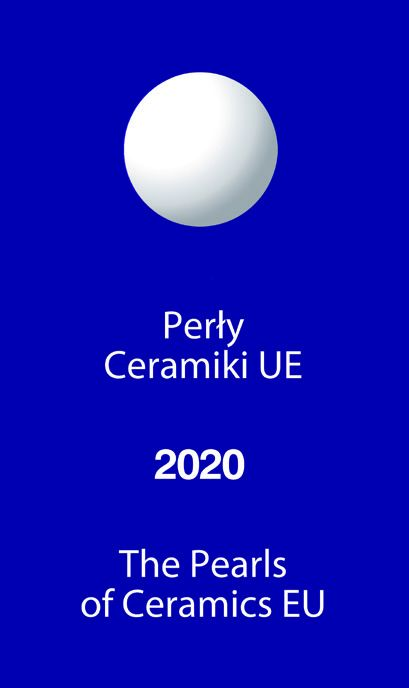 Perły
Ceramiki UE
2020
The Pearls
of Ceramics EU